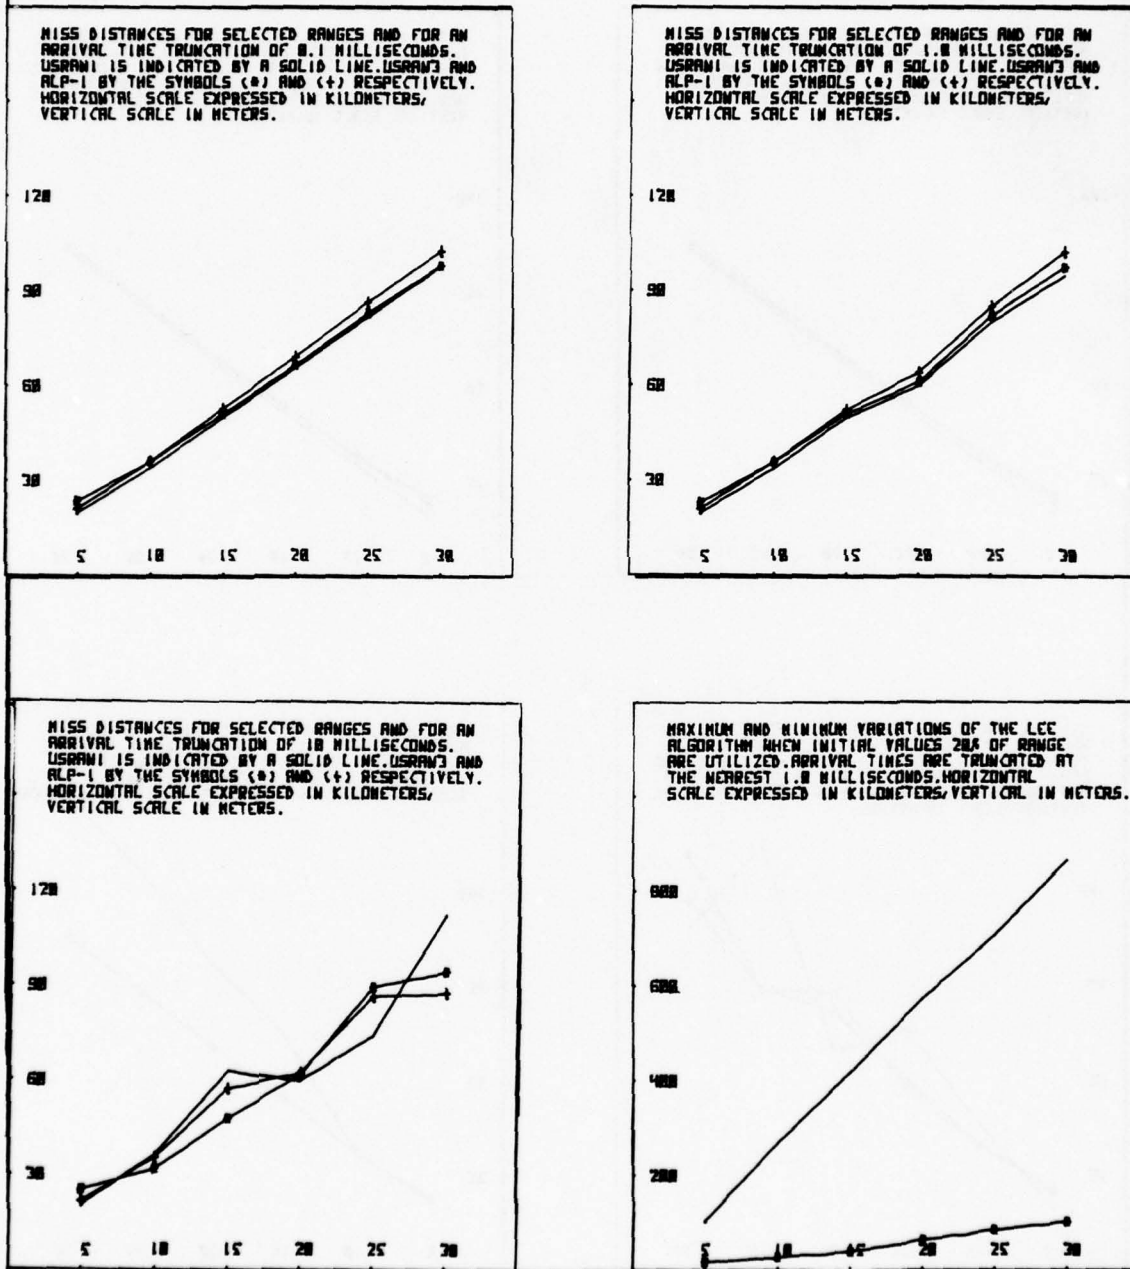 MISS DISTANCES FOR SELECTED RANGES AND FOR AN
ARRIVAL TIME TRUNCATION OF 0.1 MILLISECONDS.
USRAN1 IS INDICATED BY A SOLID LINE.USRAN3 AND
ALP-1 BY THE SYMBOLS (*) AND (+) RESPECTIVELY.
HORIZONTAL SCALE EXPRESSED IN KILOMETERS,
VERTICAL SCALE IN METERS.
120
90
60
30
5 10 15 20 25 30
MISS DISTANCES FOR SELECTED RANGES AND FOR AN
ARRIVAL TIME TRUNCATION OF 1.0 MILLISECONDS.
USRAN1 IS INDICATED BY A SOLID LINE.USRAN3 AND
ALP-1 BY THE SYMBOLS (*) AND (+) RESPECTIVELY.
HORIZONTAL SCALE EXPRESSED IN KILOMETERS,
VERTICAL SCALE IN METERS.
120
90
60
30
5 10 15 20 25 30
MISS DISTANCES FOR SELECTED RANGES AND FOR AN
ARRIVAL TIME TRUNCATION OF 10 MILLISECONDS.
USRAN1 IS INDICATED BY A SOLID LINE.USRAN3 AND
ALP-1 BY THE SYMBOLS (*) AND (+) RESPECTIVELY.
HORIZONTAL SCALE EXPRESSED IN KILOMETERS,
VERTICAL SCALE IN METERS.
120
90
60
30
5 10 15 20 25 30
MAXIMUM AND MINIMUM VARIATIONS OF THE LEE
ALGORITHM WHEN INITIAL VALUES 20% OF RANGE
ARE UTILIZED.ARRIVAL TIMES ARE TRUNCATED AT
THE NEAREST 1.0 MILLISECONDS.HORIZONTAL
SCALE EXPRESSED IN KILOMETERS,VERTICAL IN METERS.
800
600
400
200
5 10 15 20 25 30